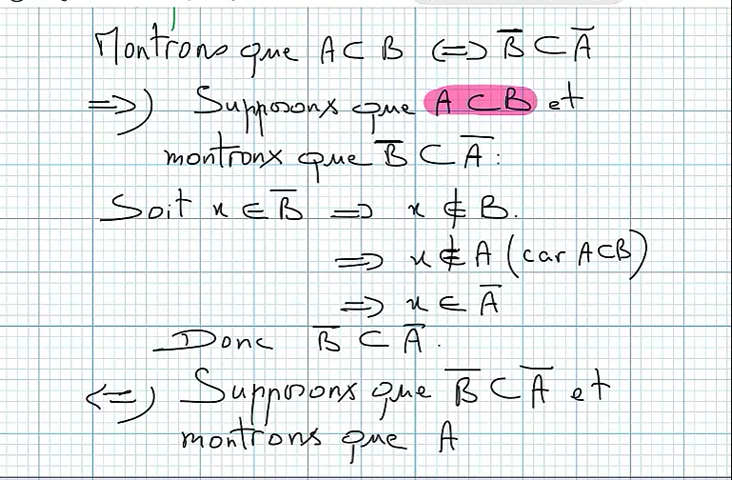 Montrons que A ⊂ B <=> B̅ ⊂ A̅
=>) Supposons que A ⊂ B et
montrons que B̅ ⊂ A̅ :
Soit x ∈ B̅ => x ∉ B.
=> x ∉ A (car A⊂B)
=> x ∈ A̅
Donc B̅ ⊂ A̅.
<=) Supposons que B̅ ⊂ A̅ et
montrons que A